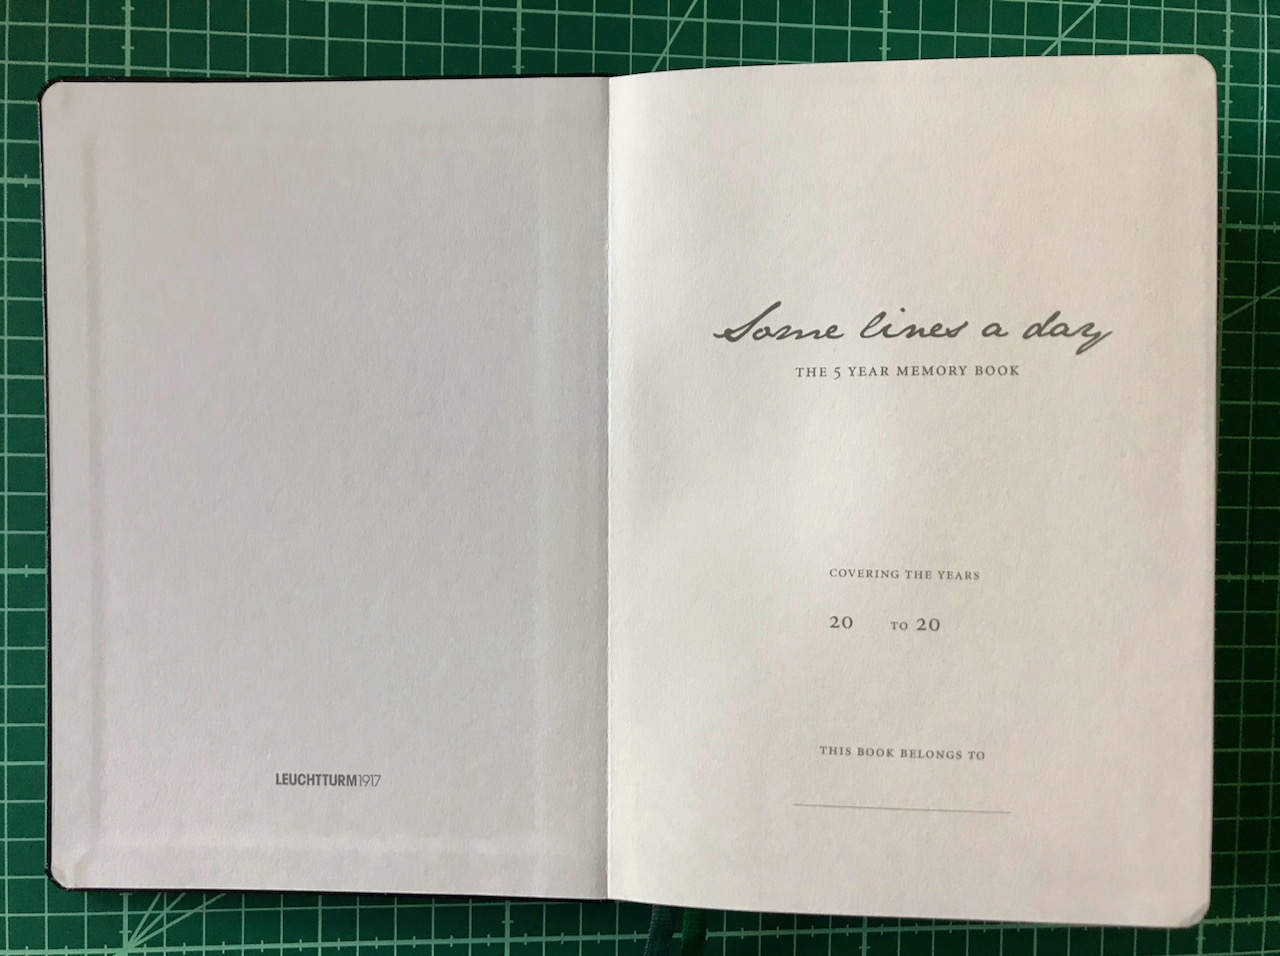 LEUCHTTURM1917
Some lines a day
THE 5 YEAR MEMORY BOOK
COVERING THE YEARS
20 TO 20
THIS BOOK BELONGS TO